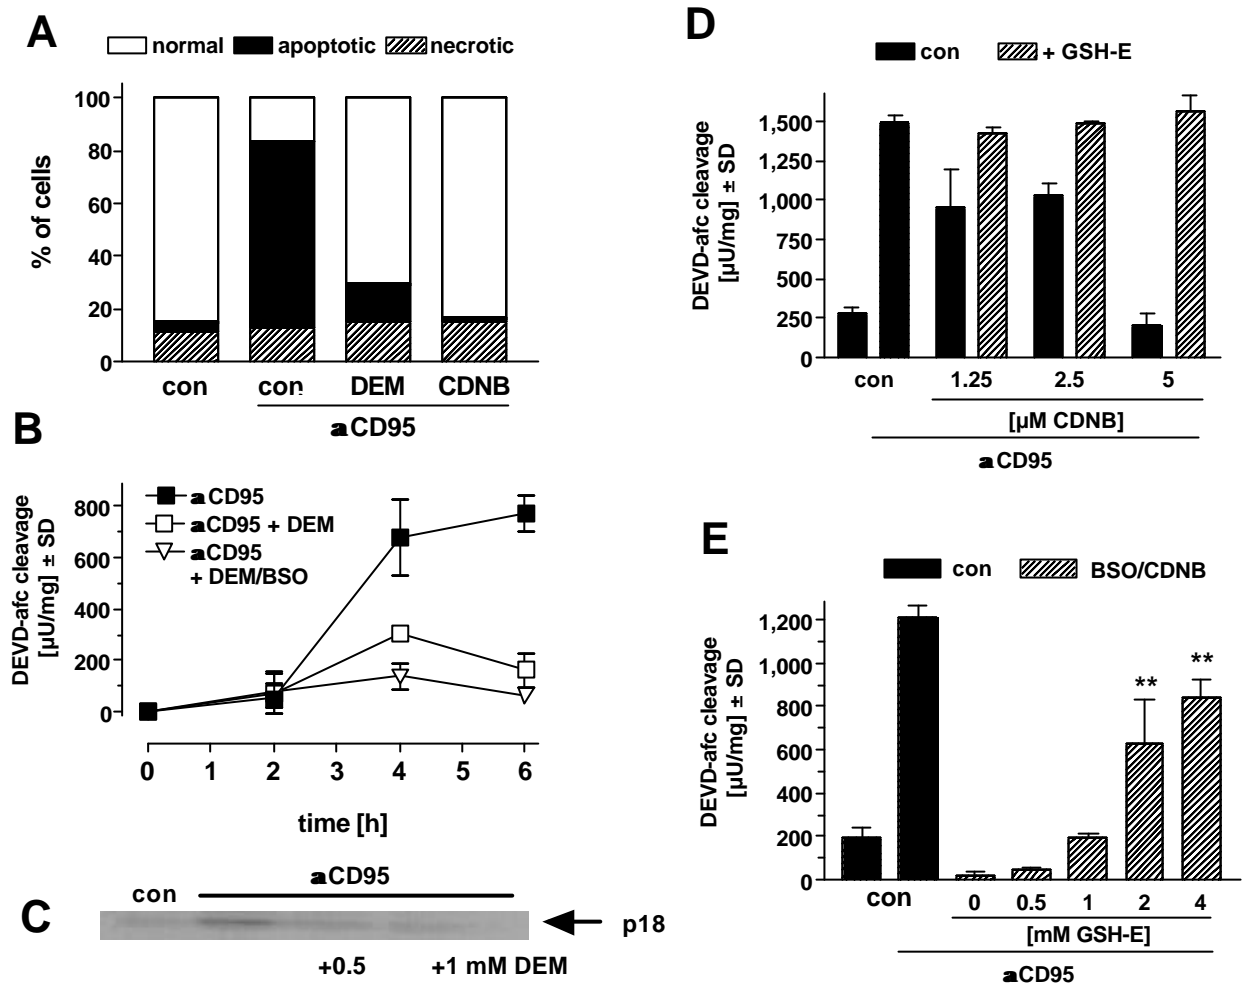 A
normal apoptotic necrotic
% of cells
100
80
60
40
20
0
con con DEM CDNB
aCD95
B
DEVD-afc cleavage
[µU/mg] ± SD
800
600
400
200
0
aCD95
aCD95 + DEM
aCD95
+ DEM/BSO
0 1 2 3 4 5 6
time [h]
C
con
aCD95
p18
+0.5 +1 mM DEM
D
con + GSH-E
DEVD-afc cleavage
[µU/mg] ± SD
1,500
1,250
1,000
750
500
250
0
con 1.25 2.5 5
[µM CDNB]
aCD95
E
con BSO/CDNB
DEVD-afc cleavage
[µU/mg] ± SD
1,200
1,000
800
600
400
200
0
** **
con 0 0.5 1 2 4
[mM GSH-E]
aCD95